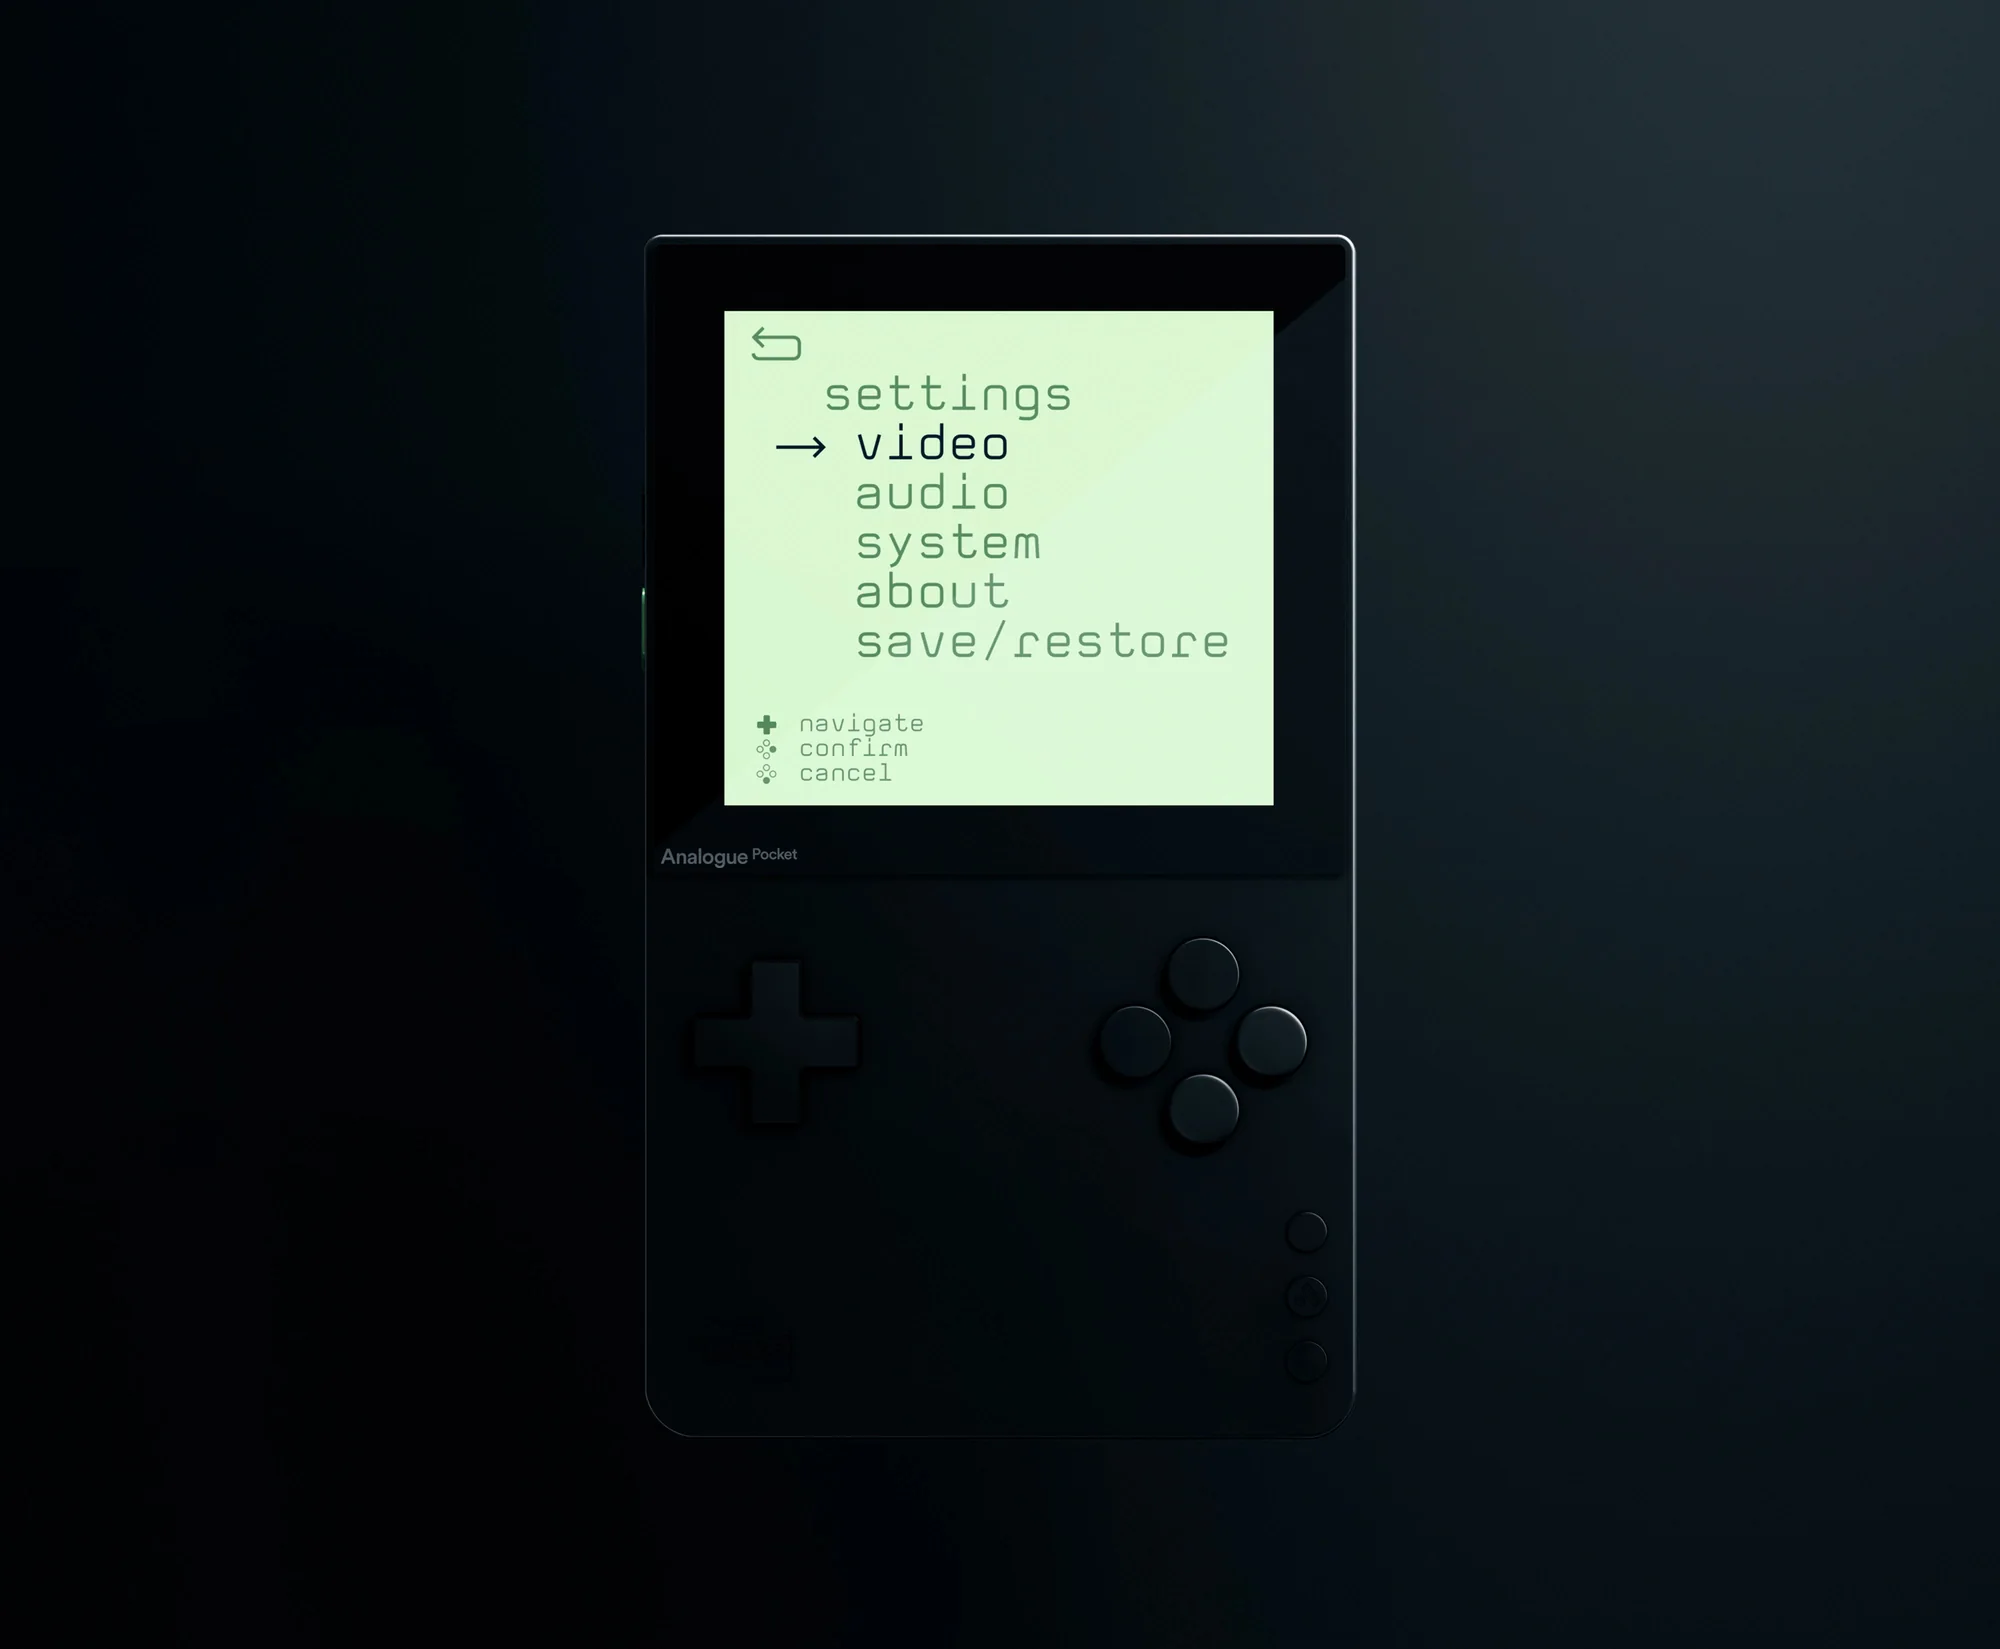 settings
video
audio
system
about
save/restore
navigate
confirm
cancel
Analogue Pocket